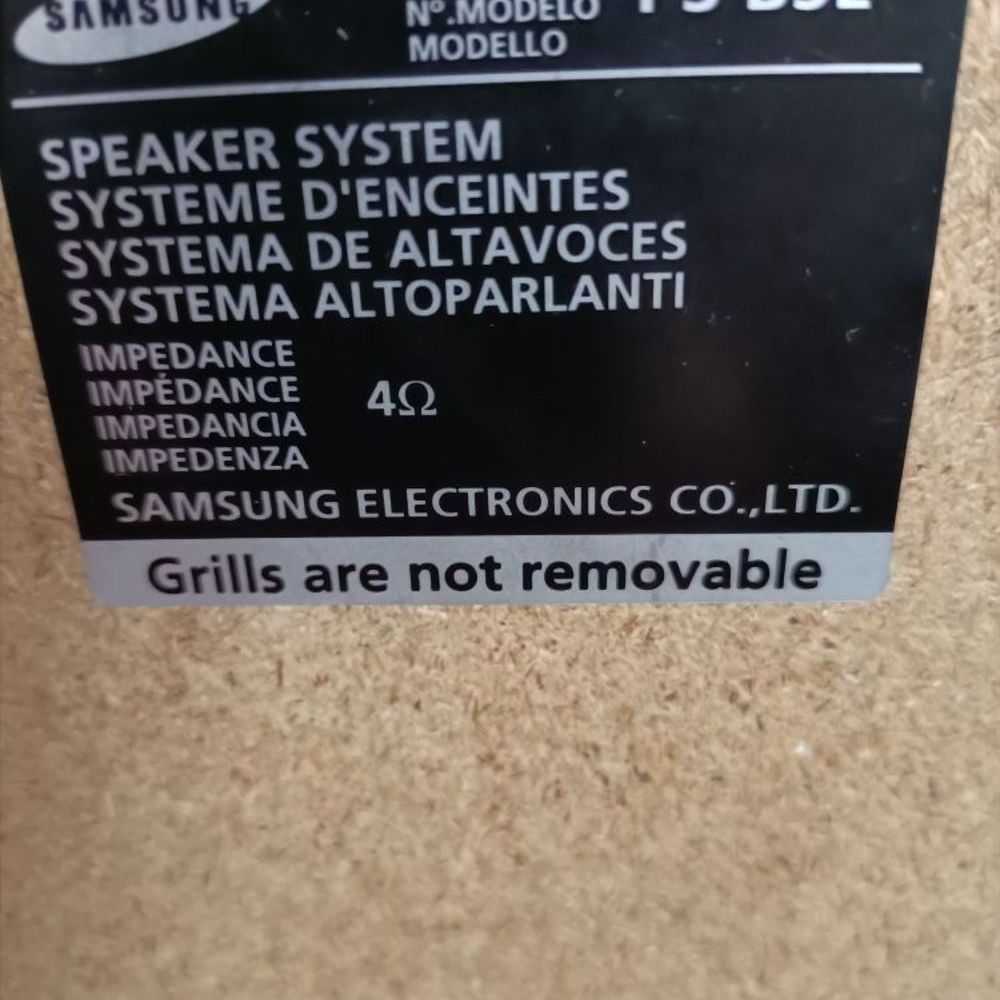 SAMSUNG
Nº.MODELO
MODELLO
SPEAKER SYSTEM
SYSTEME D'ENCEINTES
SYSTEMA DE ALTAVOCES
SYSTEMA ALTOPARLANTI
IMPEDANCE
IMPÉDANCE
IMPEDANCIA
IMPEDENZA
4Ω
SAMSUNG ELECTRONICS CO.,LTD.
Grills are not removable